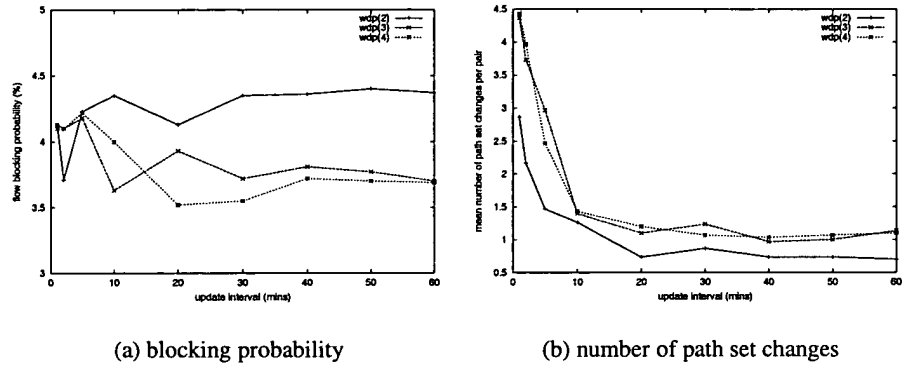 5
4.5
4
3.5
3
0
10
20
30
40
50
60
flow blocking probability (%)
update interval (mins)
wdp(2)
wdp(3)
wdp(4)
(a) blocking probability
4.5
4
3.5
3
2.5
2
1.5
1
0.5
0
10
20
30
40
50
60
mean number of path set changes per pair
update interval (mins)
wdp(2)
wdp(3)
wdp(4)
(b) number of path set changes